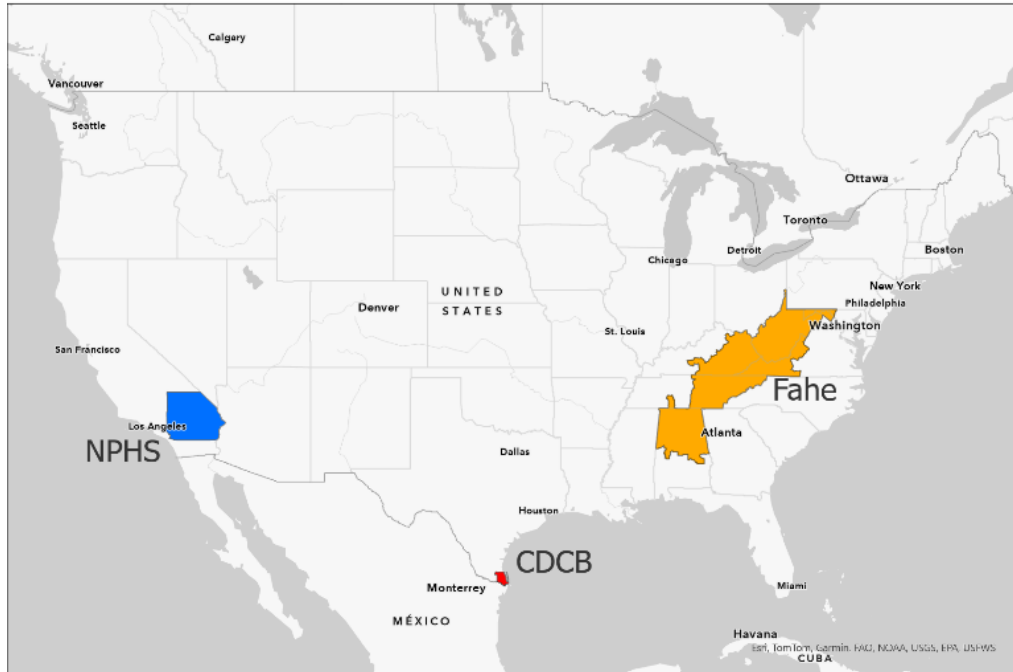 Calgary
Vancouver
Seattle
Ottawa
Toronto
Boston
Detroit
Chicago
New York
Philadelphia
UNITED
STATES
Denver
Washington
St. Louis
San Francisco
Fahe
Los Angeles
NPHS
Atlanta
Dallas
Houston
CDCB
Monterrey
Miami
MÉXICO
Havana
Esri, TomTom, Garmin, FAO, NOAA, USGS, EPA, USFWS
CUBA